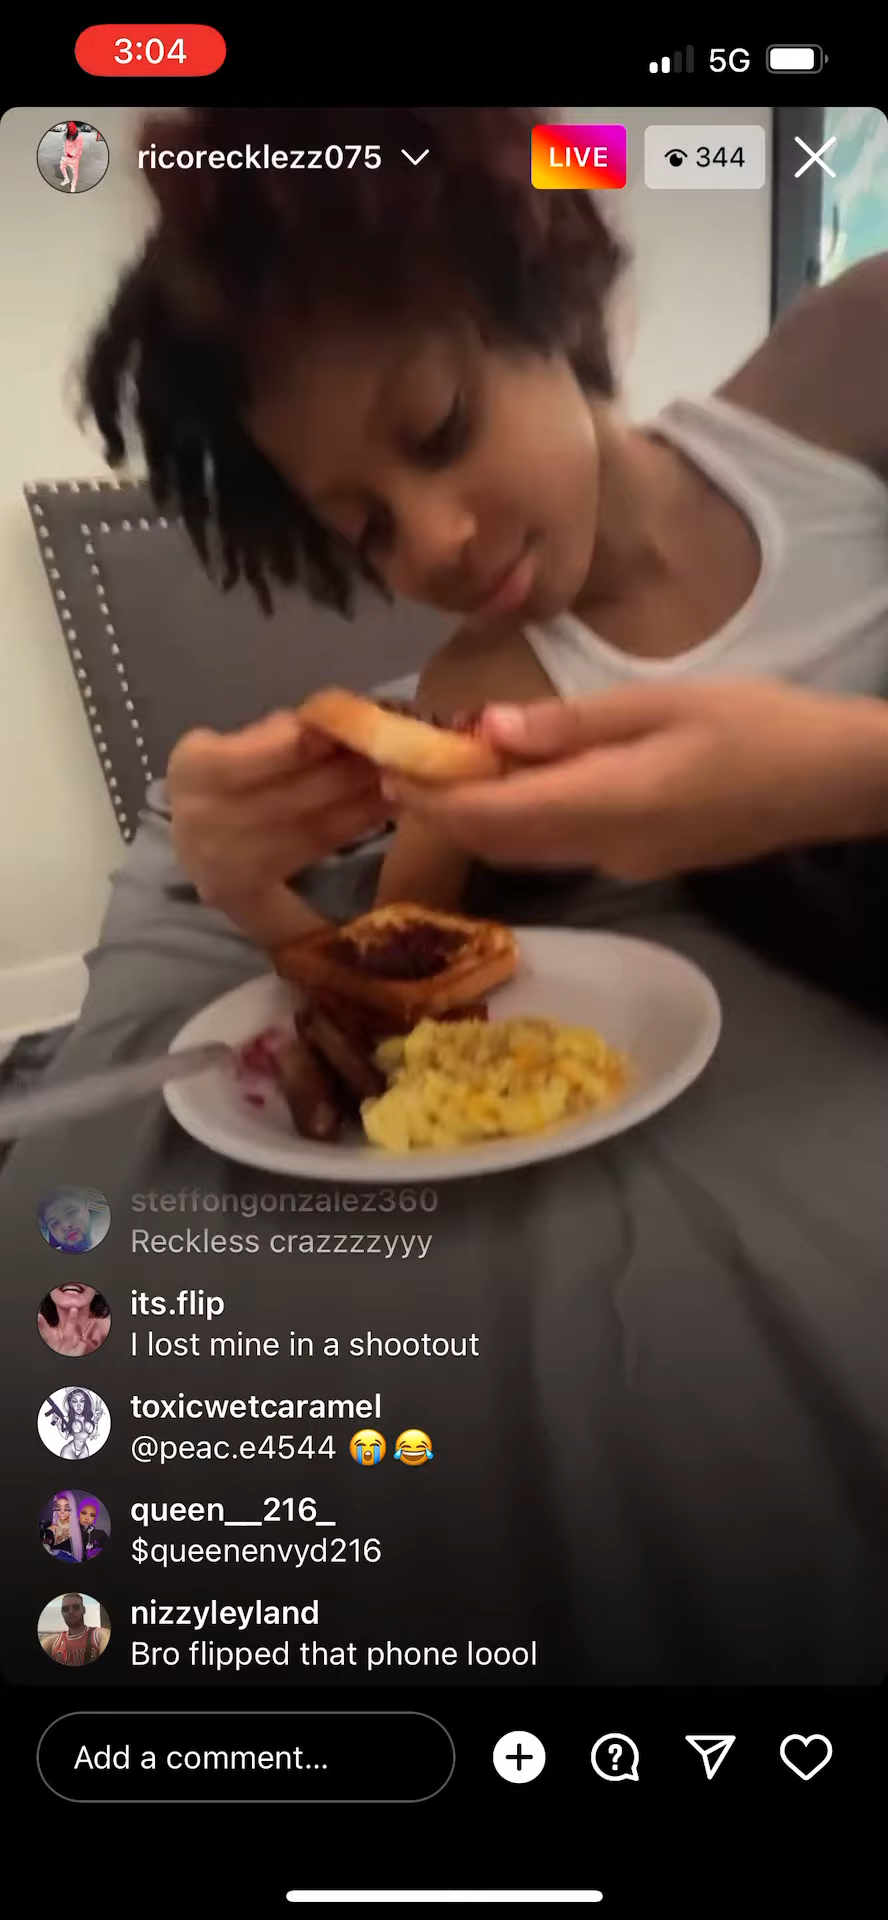 3:04
5G
ricorecklezz075
LIVE
344
steffongonzalez360
Reckless crazzzzyyy
its.flip
I lost mine in a shootout
toxicwetcaramel
@peac.e4544 😭😂
queen__216_
$queenenvyd216
nizzyleyland
Bro flipped that phone loool
Add a comment...